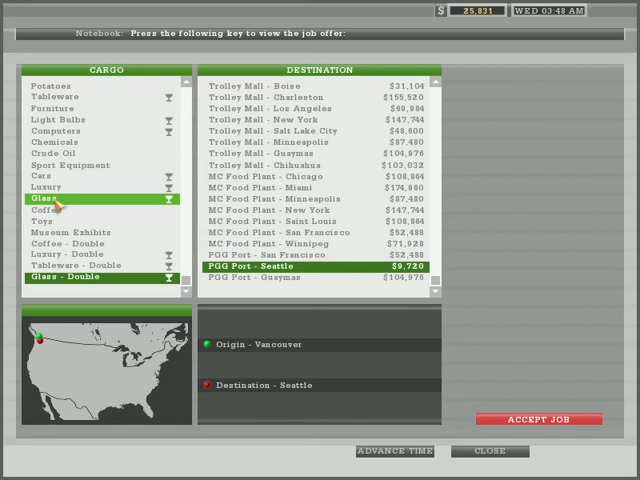 $ 25,831 WED 03:48 AM
Notebook: Press the following key to view the job offer:
CARGO
Potatoes
Tableware
Furniture
Light Bulbs
Computers
Chemicals
Crude Oil
Sport Equipment
Cars
Luxury
Glass
Coffee
Toys
Museum Exhibits
Coffee - Double
Luxury - Double
Tableware - Double
Glass - Double
DESTINATION
Trolley Mall - Boise $31,104
Trolley Mall - Charleston $155,520
Trolley Mall - Los Angeles $69,984
Trolley Mall - New York $147,744
Trolley Mall - Salt Lake City $48,600
Trolley Mall - Minneapolis $87,480
Trolley Mall - Guaymas $104,976
Trolley Mall - Chihuahua $103,032
MC Food Plant - Chicago $108,864
MC Food Plant - Miami $174,960
MC Food Plant - Minneapolis $87,480
MC Food Plant - New York $147,744
MC Food Plant - Saint Louis $108,864
MC Food Plant - San Francisco $52,488
MC Food Plant - Winnipeg $71,928
PGG Port - San Francisco $52,488
PGG Port - Seattle $9,720
PGG Port - Guaymas $104,976
Origin - Vancouver
Destination - Seattle
ACCEPT JOB
ADVANCE TIME CLOSE